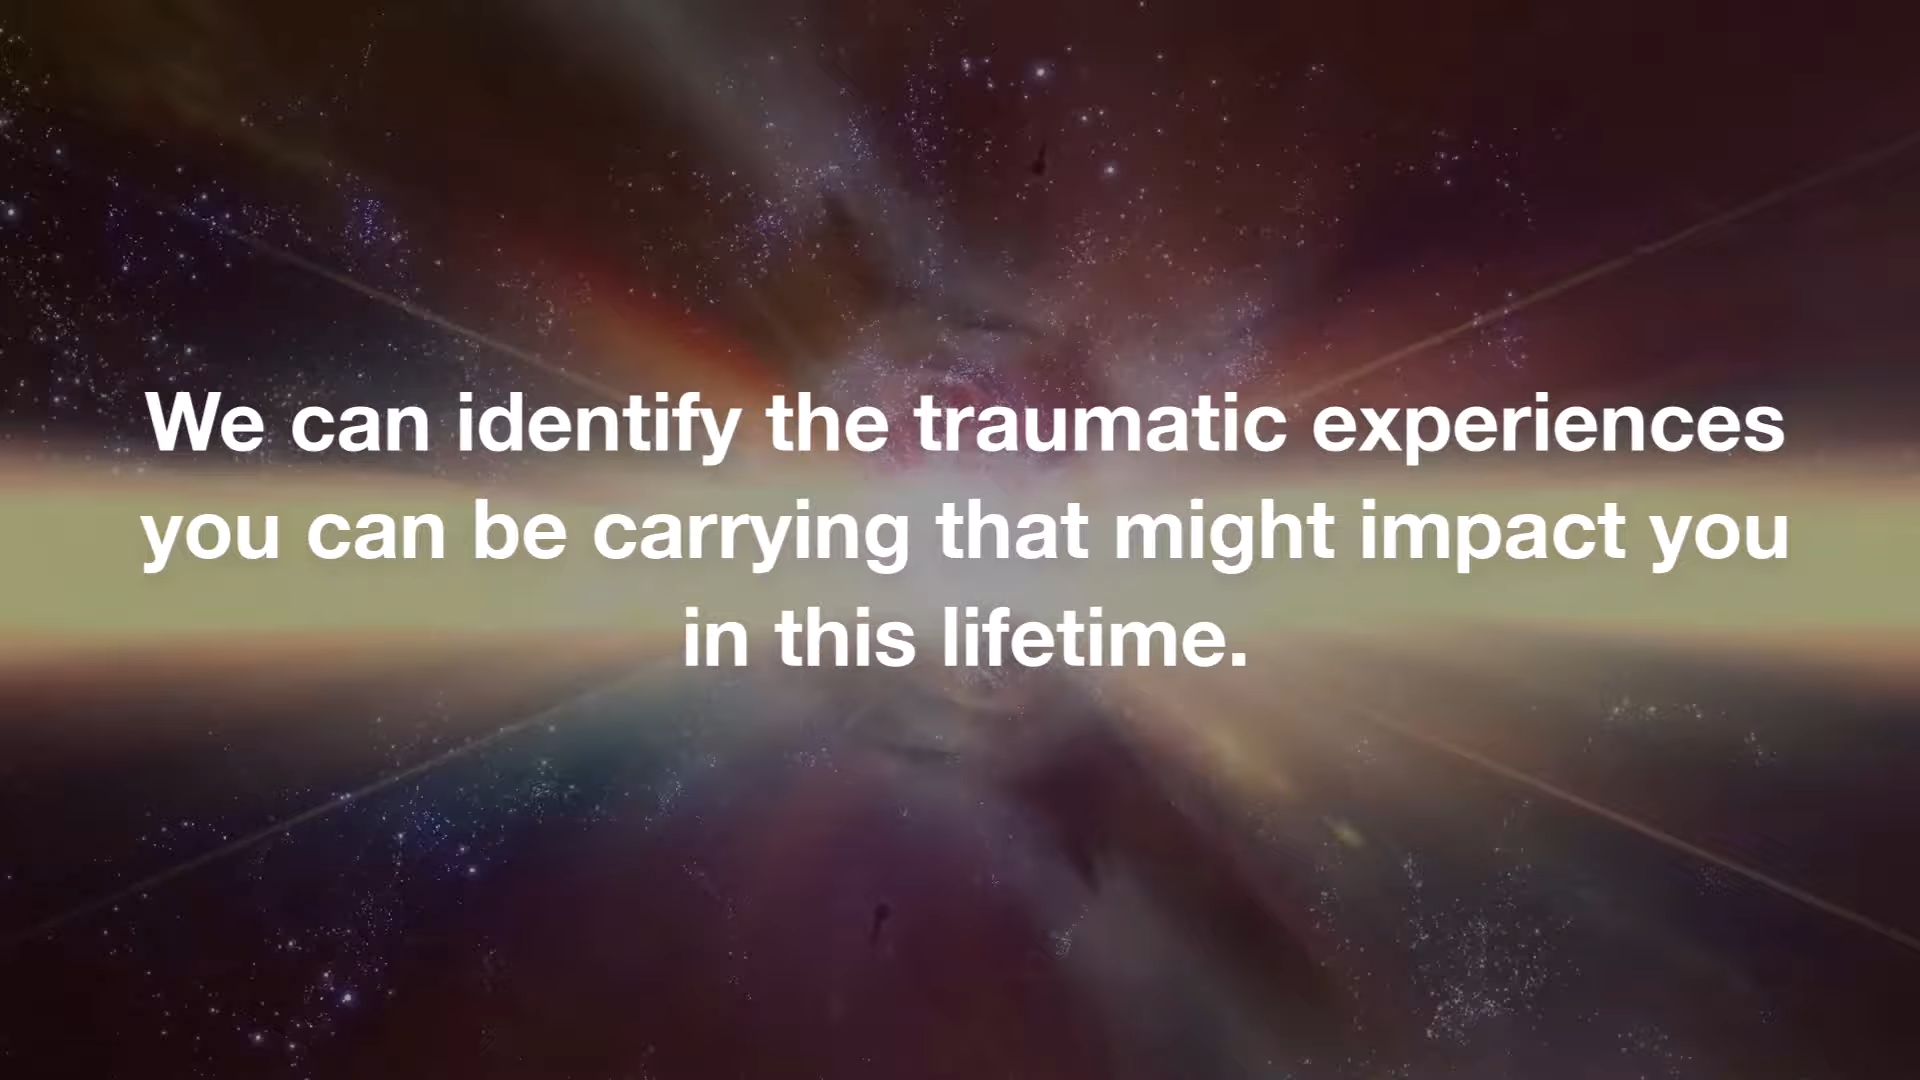 We can identify the traumatic experiences
you can be carrying that might impact you
in this lifetime.